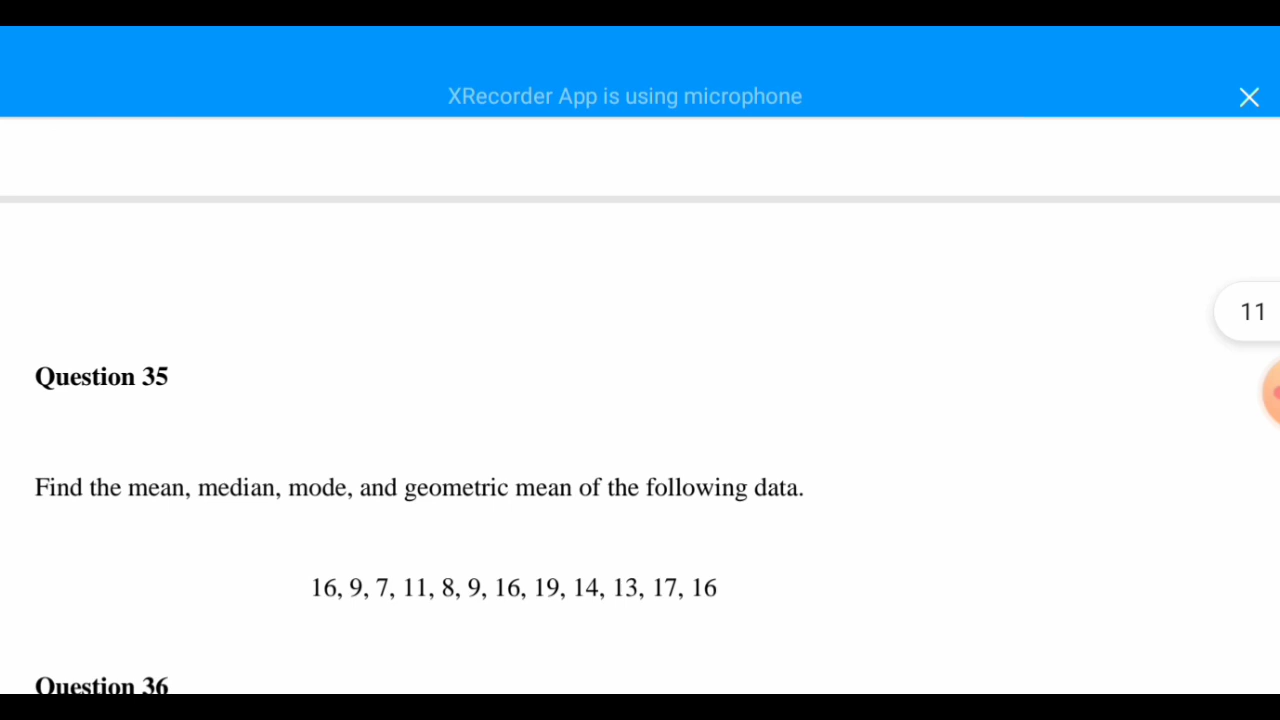 XRecorder App is using microphone
11
Question 35
Find the mean, median, mode, and geometric mean of the following data.
16, 9, 7, 11, 8, 9, 16, 19, 14, 13, 17, 16
Question 36